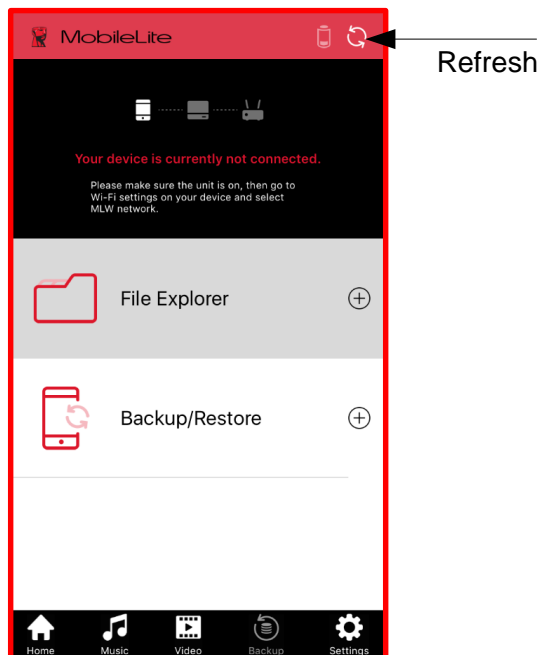 MobileLite
Refresh
Your device is currently not connected.
Please make sure the unit is on, then go to
Wi-Fi settings on your device and select
MLW network.
File Explorer
Backup/Restore
Home Music Video Backup Settings